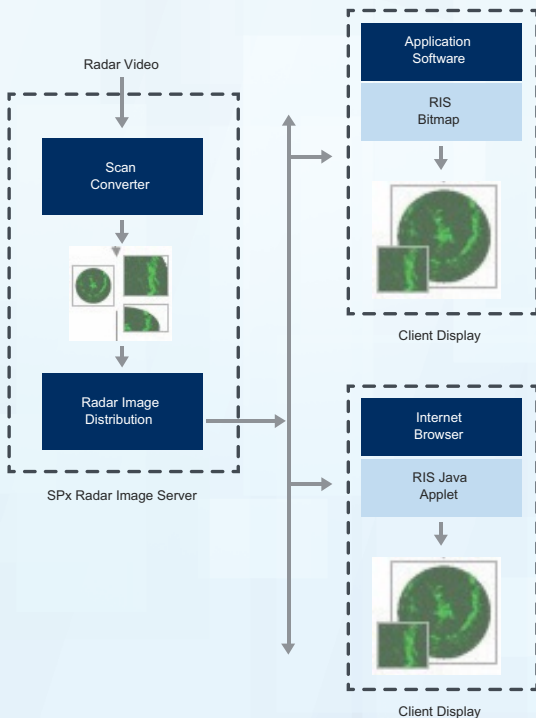 Radar Video
Scan
Converter
Radar Image
Distribution
SPx Radar Image Server
Application
Software
RIS
Bitmap
Client Display
Internet
Browser
RIS Java
Applet
Client Display